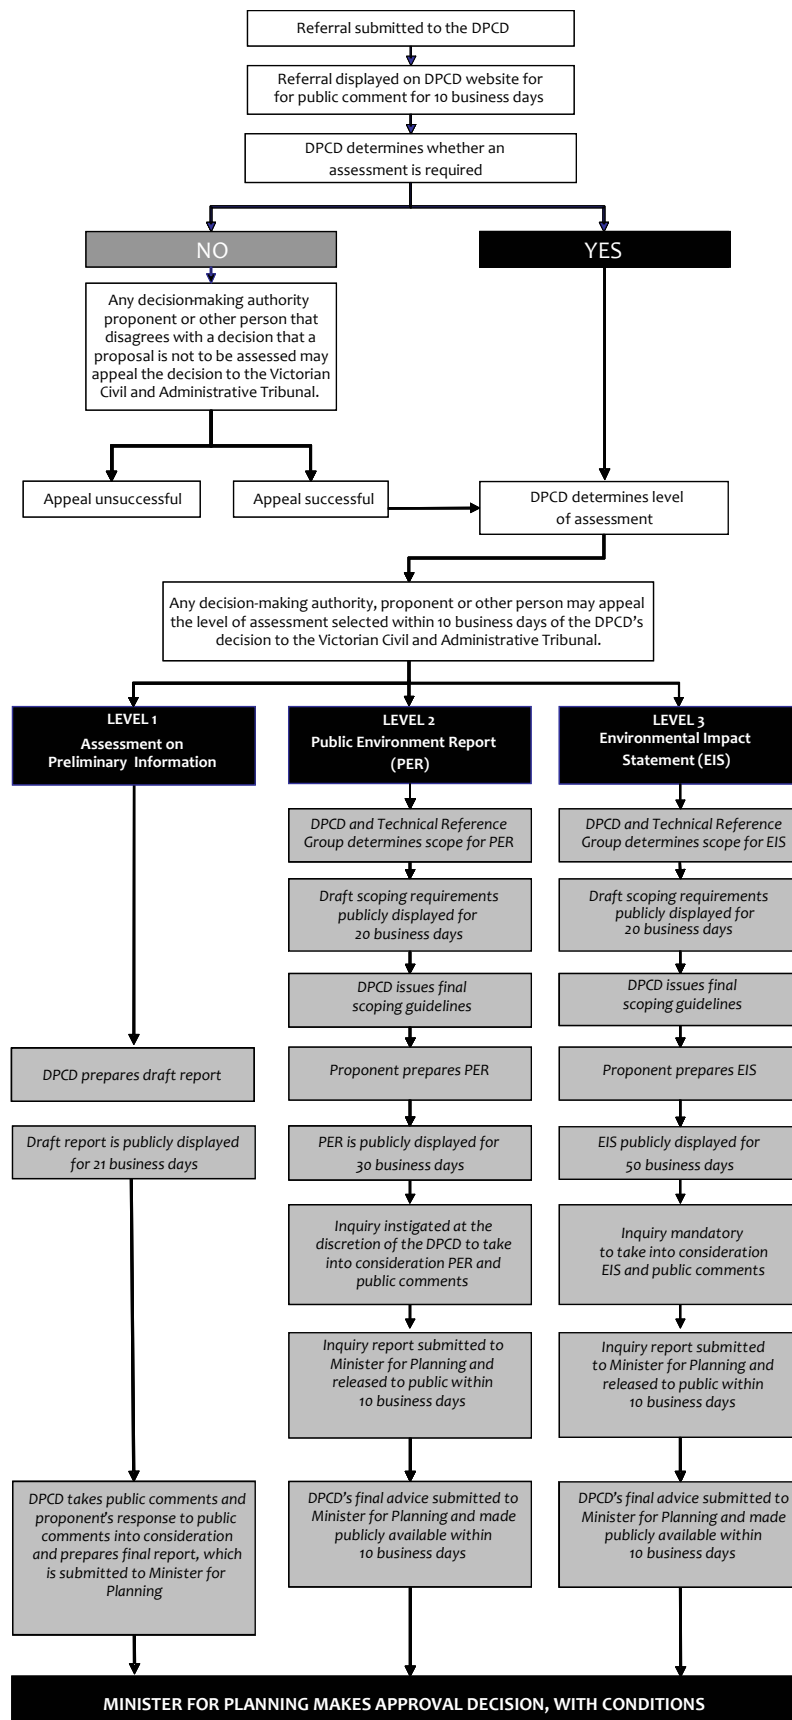 Referral submitted to the DPCD
Referral displayed on DPCD website for
for public comment for 10 business days
DPCD determines whether an
assessment is required
NO
YES
Any decision-making authority
proponent or other person that
disagrees with a decision that a
proposal is not to be assessed may
appeal the decision to the Victorian
Civil and Administrative Tribunal.
Appeal unsuccessful
Appeal successful
DPCD determines level
of assessment
Any decision-making authority, proponent or other person may appeal
the level of assessment selected within 10 business days of the DPCD's
decision to the Victorian Civil and Administrative Tribunal.
LEVEL 1
Assessment on
Preliminary Information
LEVEL 2
Public Environment Report
(PER)
LEVEL 3
Environmental Impact
Statement (EIS)
DPCD and Technical Reference
Group determines scope for PER
DPCD and Technical Reference
Group determines scope for EIS
Draft scoping requirements
publicly displayed for
20 business days
Draft scoping requirements
publicly displayed for
20 business days
DPCD issues final
scoping guidelines
DPCD issues final
scoping guidelines
DPCD prepares draft report
Proponent prepares PER
Proponent prepares EIS
Draft report is publicly displayed
for 21 business days
PER is publicly displayed for
30 business days
EIS publicly displayed for
50 business days
Inquiry instigated at the
discretion of the DPCD to take
into consideration PER and
public comments
Inquiry mandatory
to take into consideration
EIS and public comments
Inquiry report submitted to
Minister for Planning and
released to public within
10 business days
Inquiry report submitted
to Minister for Planning and
released to public within
10 business days
DPCD takes public comments and
proponent's response to public
comments into consideration
and prepares final report, which
is submitted to Minister for
Planning
DPCD's final advice submitted to
Minister for Planning and made
publicly available within
10 business days
DPCD's final advice submitted to
Minister for Planning and made
publicly available within
10 business days
MINISTER FOR PLANNING MAKES APPROVAL DECISION, WITH CONDITIONS